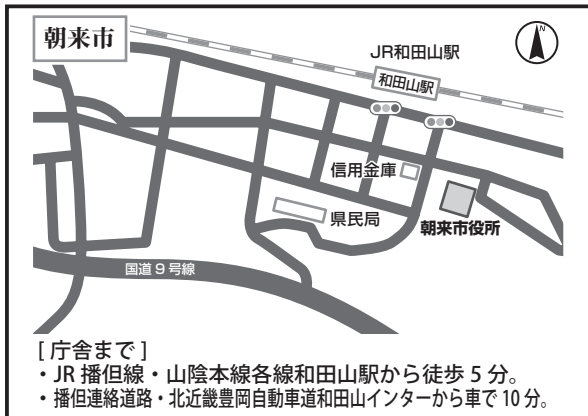 朝来市
N
JR和田山駅
和田山駅
信用金庫
県民局
朝来市役所
国道9号線
[ 庁舎まで ]
・JR 播但線・山陰本線各線和田山駅から徒歩 5 分。
・播但連絡道路・北近畿豊岡自動車道和田山インターから車で 10 分。